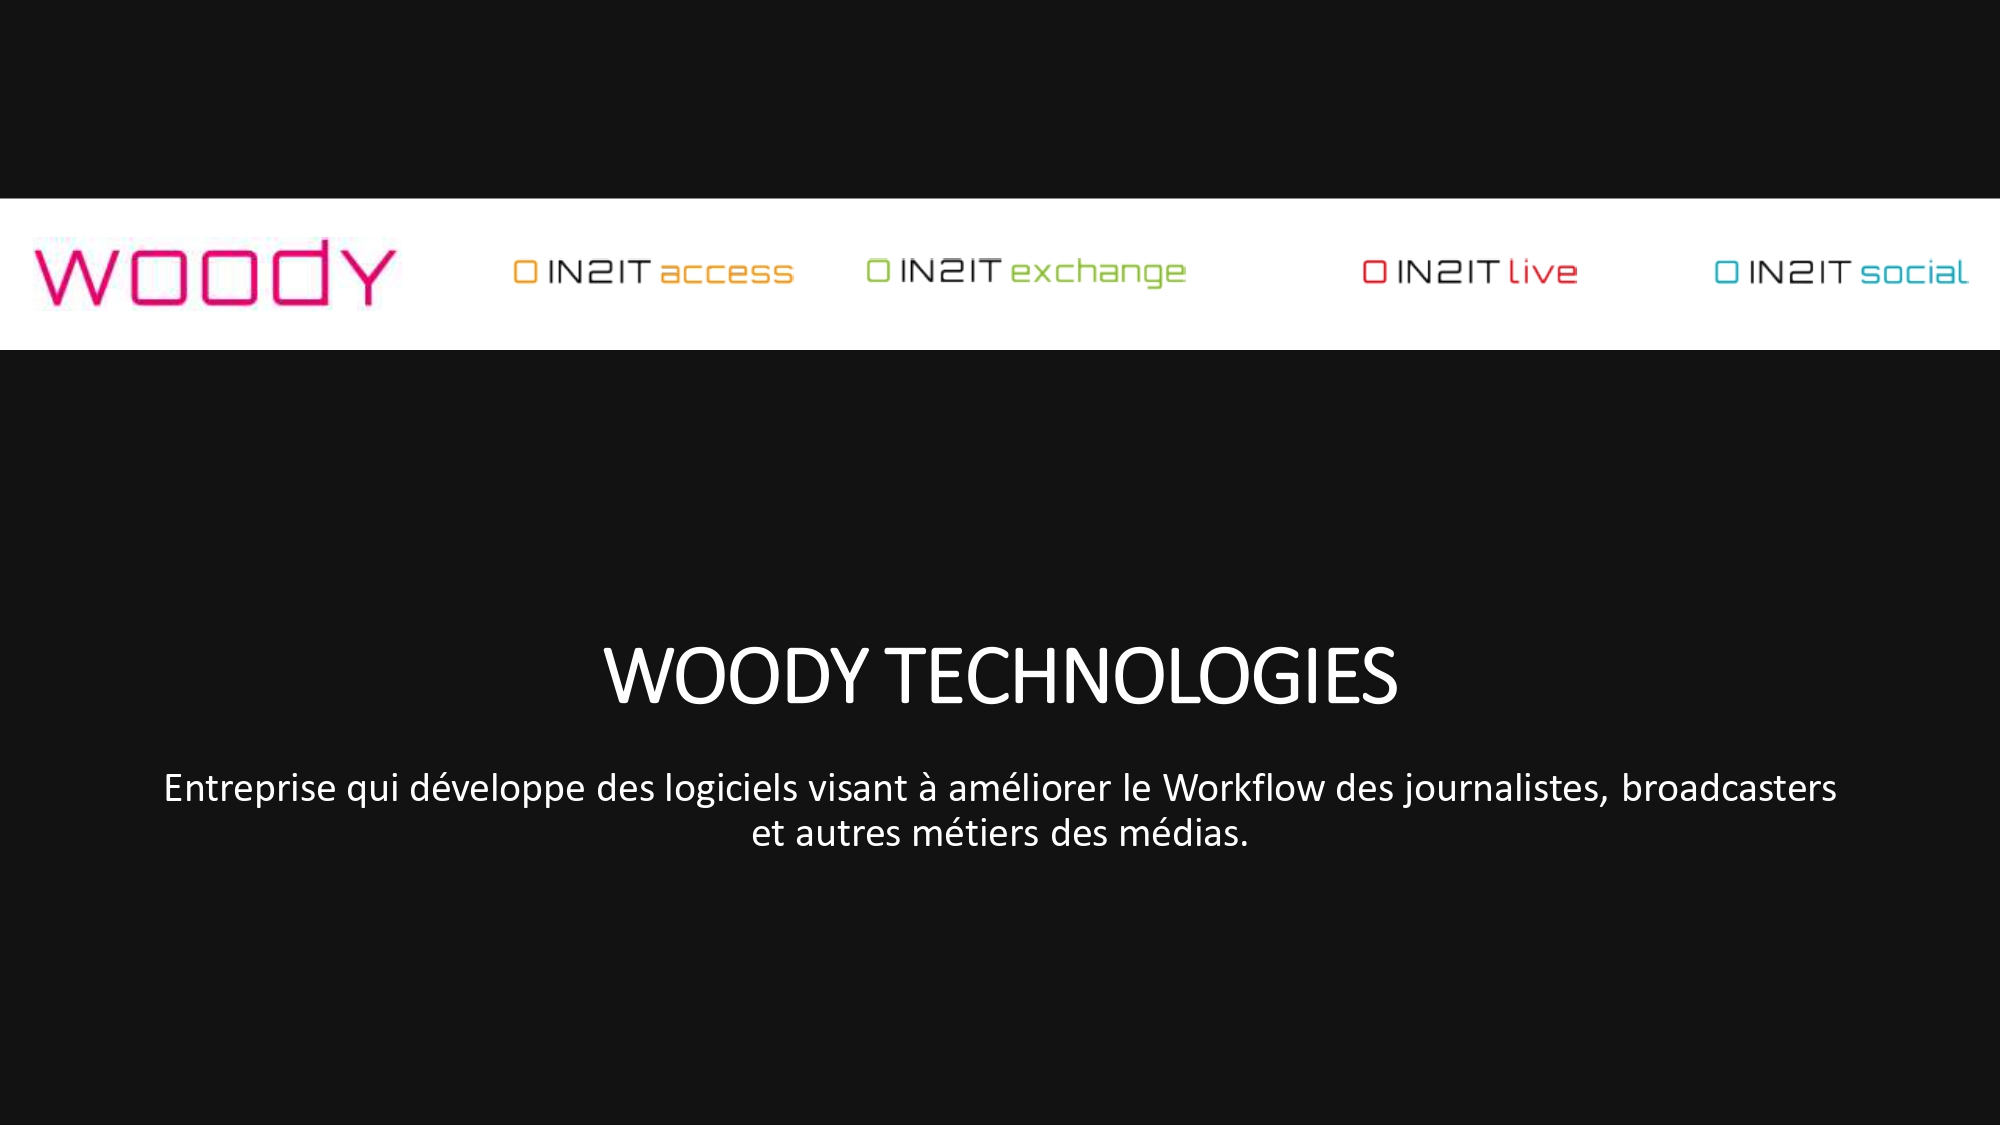 woody IN2IT access IN2IT exchange IN2IT live IN2IT social
WOODY TECHNOLOGIES
Entreprise qui développe des logiciels visant à améliorer le Workflow des journalistes, broadcasters
et autres métiers des médias.